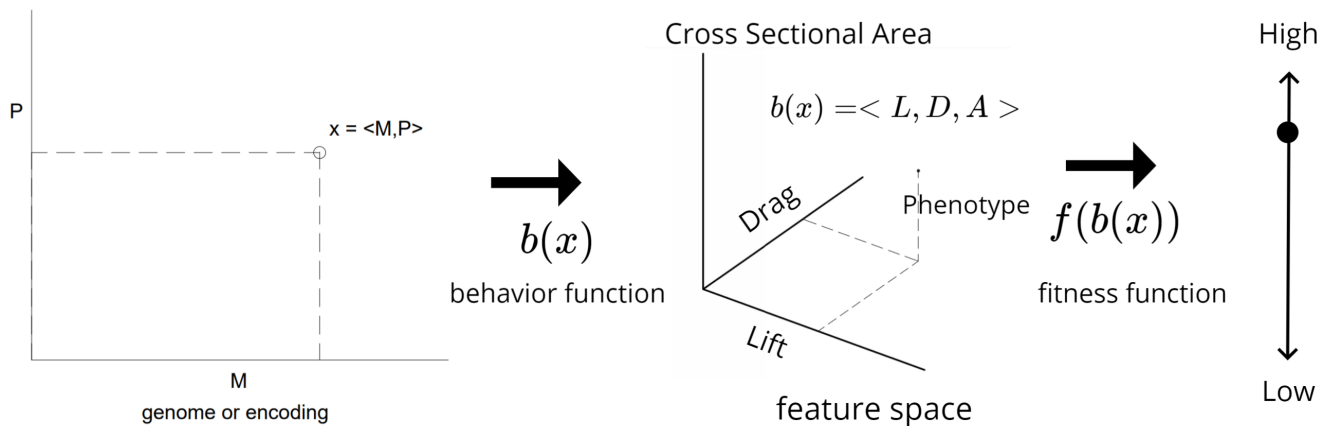 P
x = <M,P>
M
genome or encoding
b(x)
behavior function
Cross Sectional Area
b(x) =< L, D, A >
Drag
Phenotype
Lift
feature space
f(b(x))
fitness function
High
Low